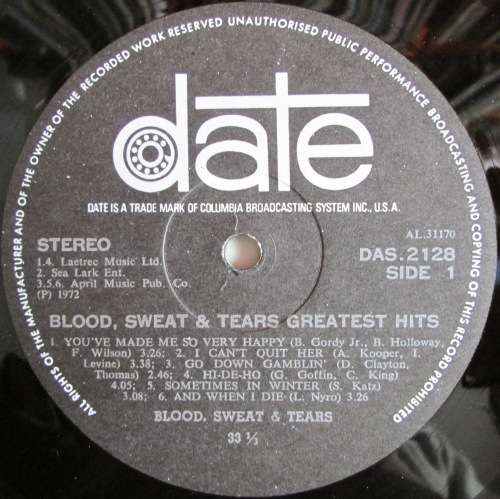 ALL RIGHTS OF THE MANUFACTURER AND OF THE OWNER OF THE RECORDED WORK RESERVED UNAUTHORISED PUBLIC PERFORMANCE BROADCASTING AND COPYING OF THIS RECORD PROHIBITED
date
DATE IS A TRADE MARK OF COLUMBIA BROADCASTING SYSTEM INC., U.S.A.
AL.31170
STEREO
DAS.2128
1.4. Laetrec Music Ltd.
SIDE 1
2. Sea Lark Ent.
3.5.6. April Music Pub. Co.
(P) 1972
BLOOD, SWEAT & TEARS GREATEST HITS
1. YOU'VE MADE ME SO VERY HAPPY (B. Gordy Jr., B. Holloway,
F. Wilson) 3.26; 2. I CAN'T QUIT HER (A. Kooper, I.
Levine) 3.38; 3. GO DOWN GAMBLIN' (D. Clayton,
Thomas) 2.46; 4. HI-DE-HO (G. Goffin, C. King)
4.05; 5. SOMETIMES IN WINTER (S. Katz)
3.08; 6. AND WHEN I DIE (L. Nyro) 3.26
BLOOD, SWEAT & TEARS
33 ⅓